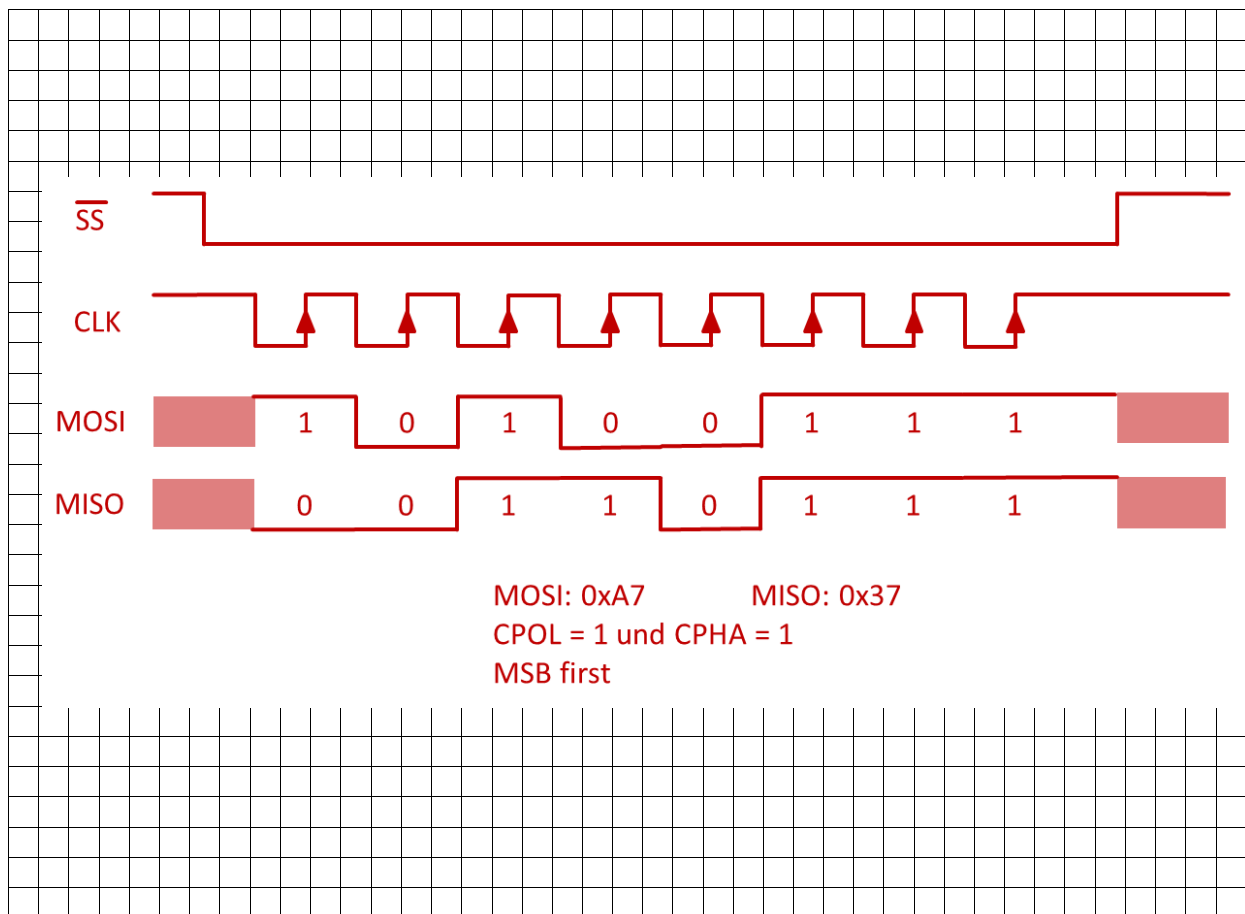 S̅S̅
CLK
MOSI 1 0 1 0 0 1 1 1
MISO 0 0 1 1 0 1 1 1
MOSI: 0xA7 MISO: 0x37
CPOL = 1 und CPHA = 1
MSB first